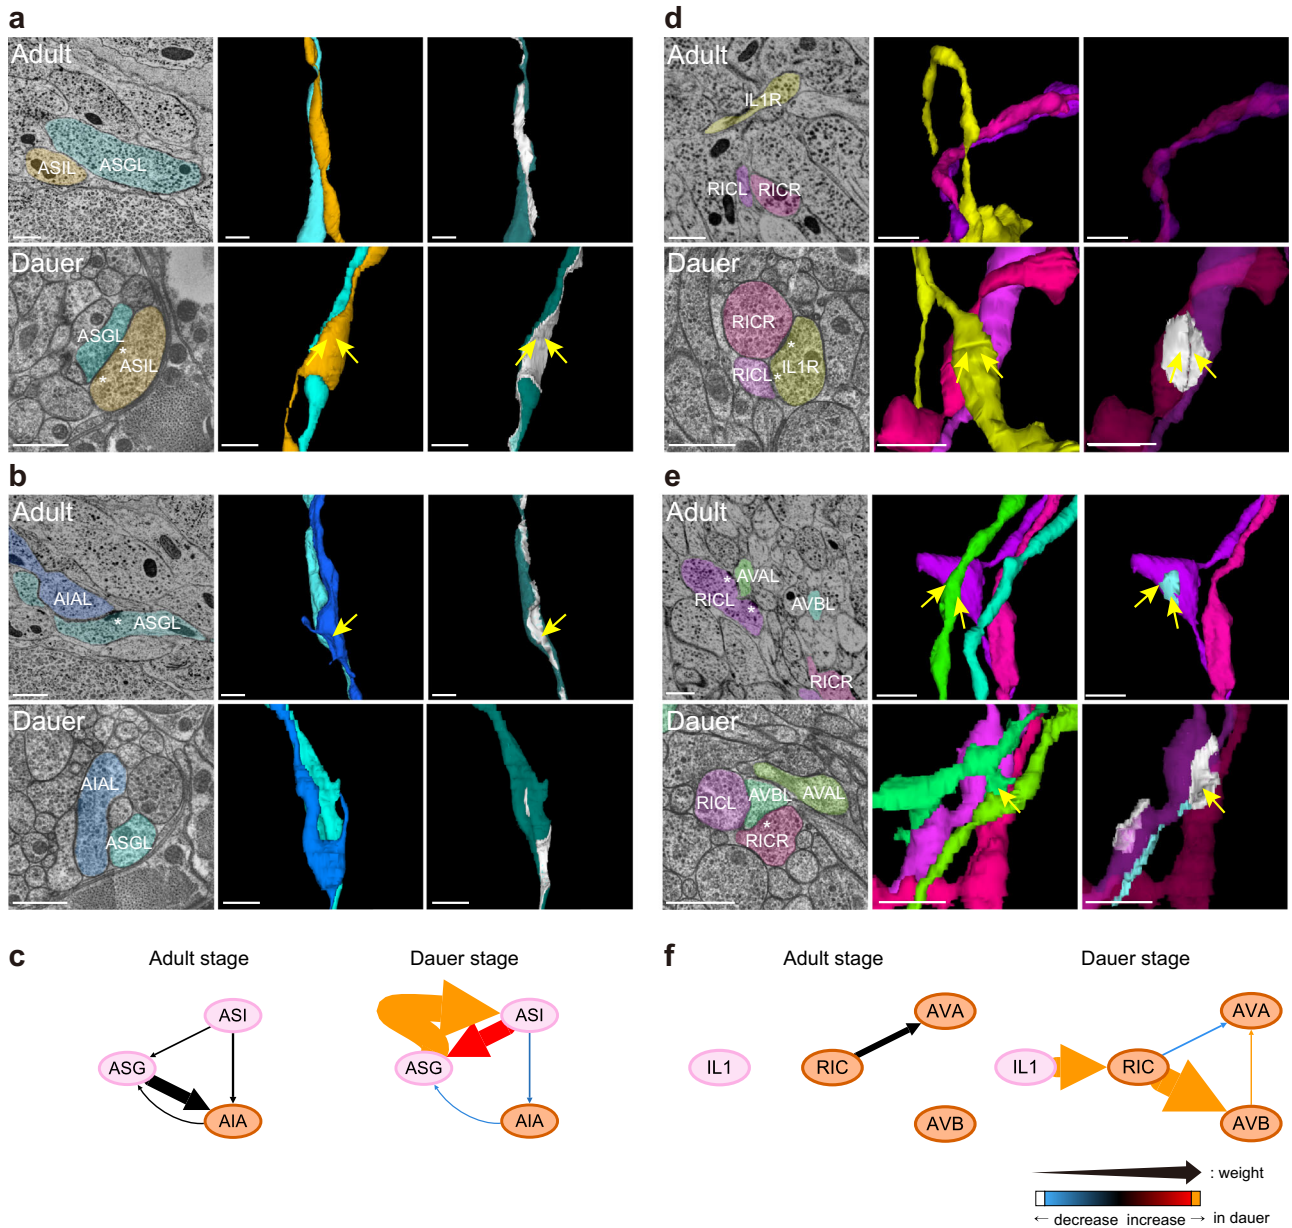 a
Adult
ASIL
ASGL
Dauer
ASGL
*
ASIL
*
b
Adult
AIAL
*
ASGL
Dauer
AIAL
ASGL
c
Adult stage
Dauer stage
ASI
ASG
AIA
ASI
ASG
AIA
d
Adult
IL1R
RICL
RICR
Dauer
RICR
*
RICL
*
IL1R
e
Adult
*
AVAL
RICL
*
AVBL
RICR
Dauer
RICL
AVBL
AVAL
*
RICR
f
Adult stage
Dauer stage
AVA
IL1
RIC
AVB
AVA
IL1
RIC
AVB
: weight
← decrease increase → in dauer